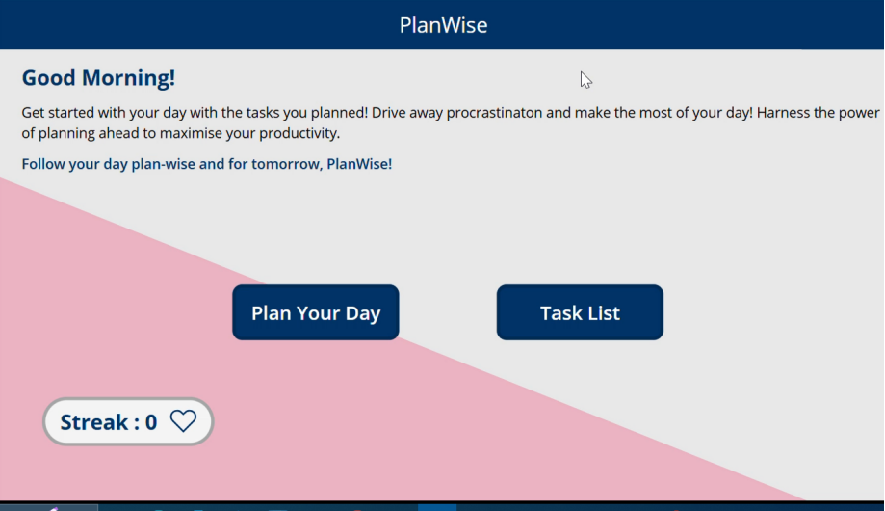 PlanWise
Good Morning!
Get started with your day with the tasks you planned! Drive away procrastinaton and make the most of your day! Harness the power
of planning ahead to maximise your productivity.
Follow your day plan-wise and for tomorrow, PlanWise!
Plan Your Day
Task List
Streak : 0